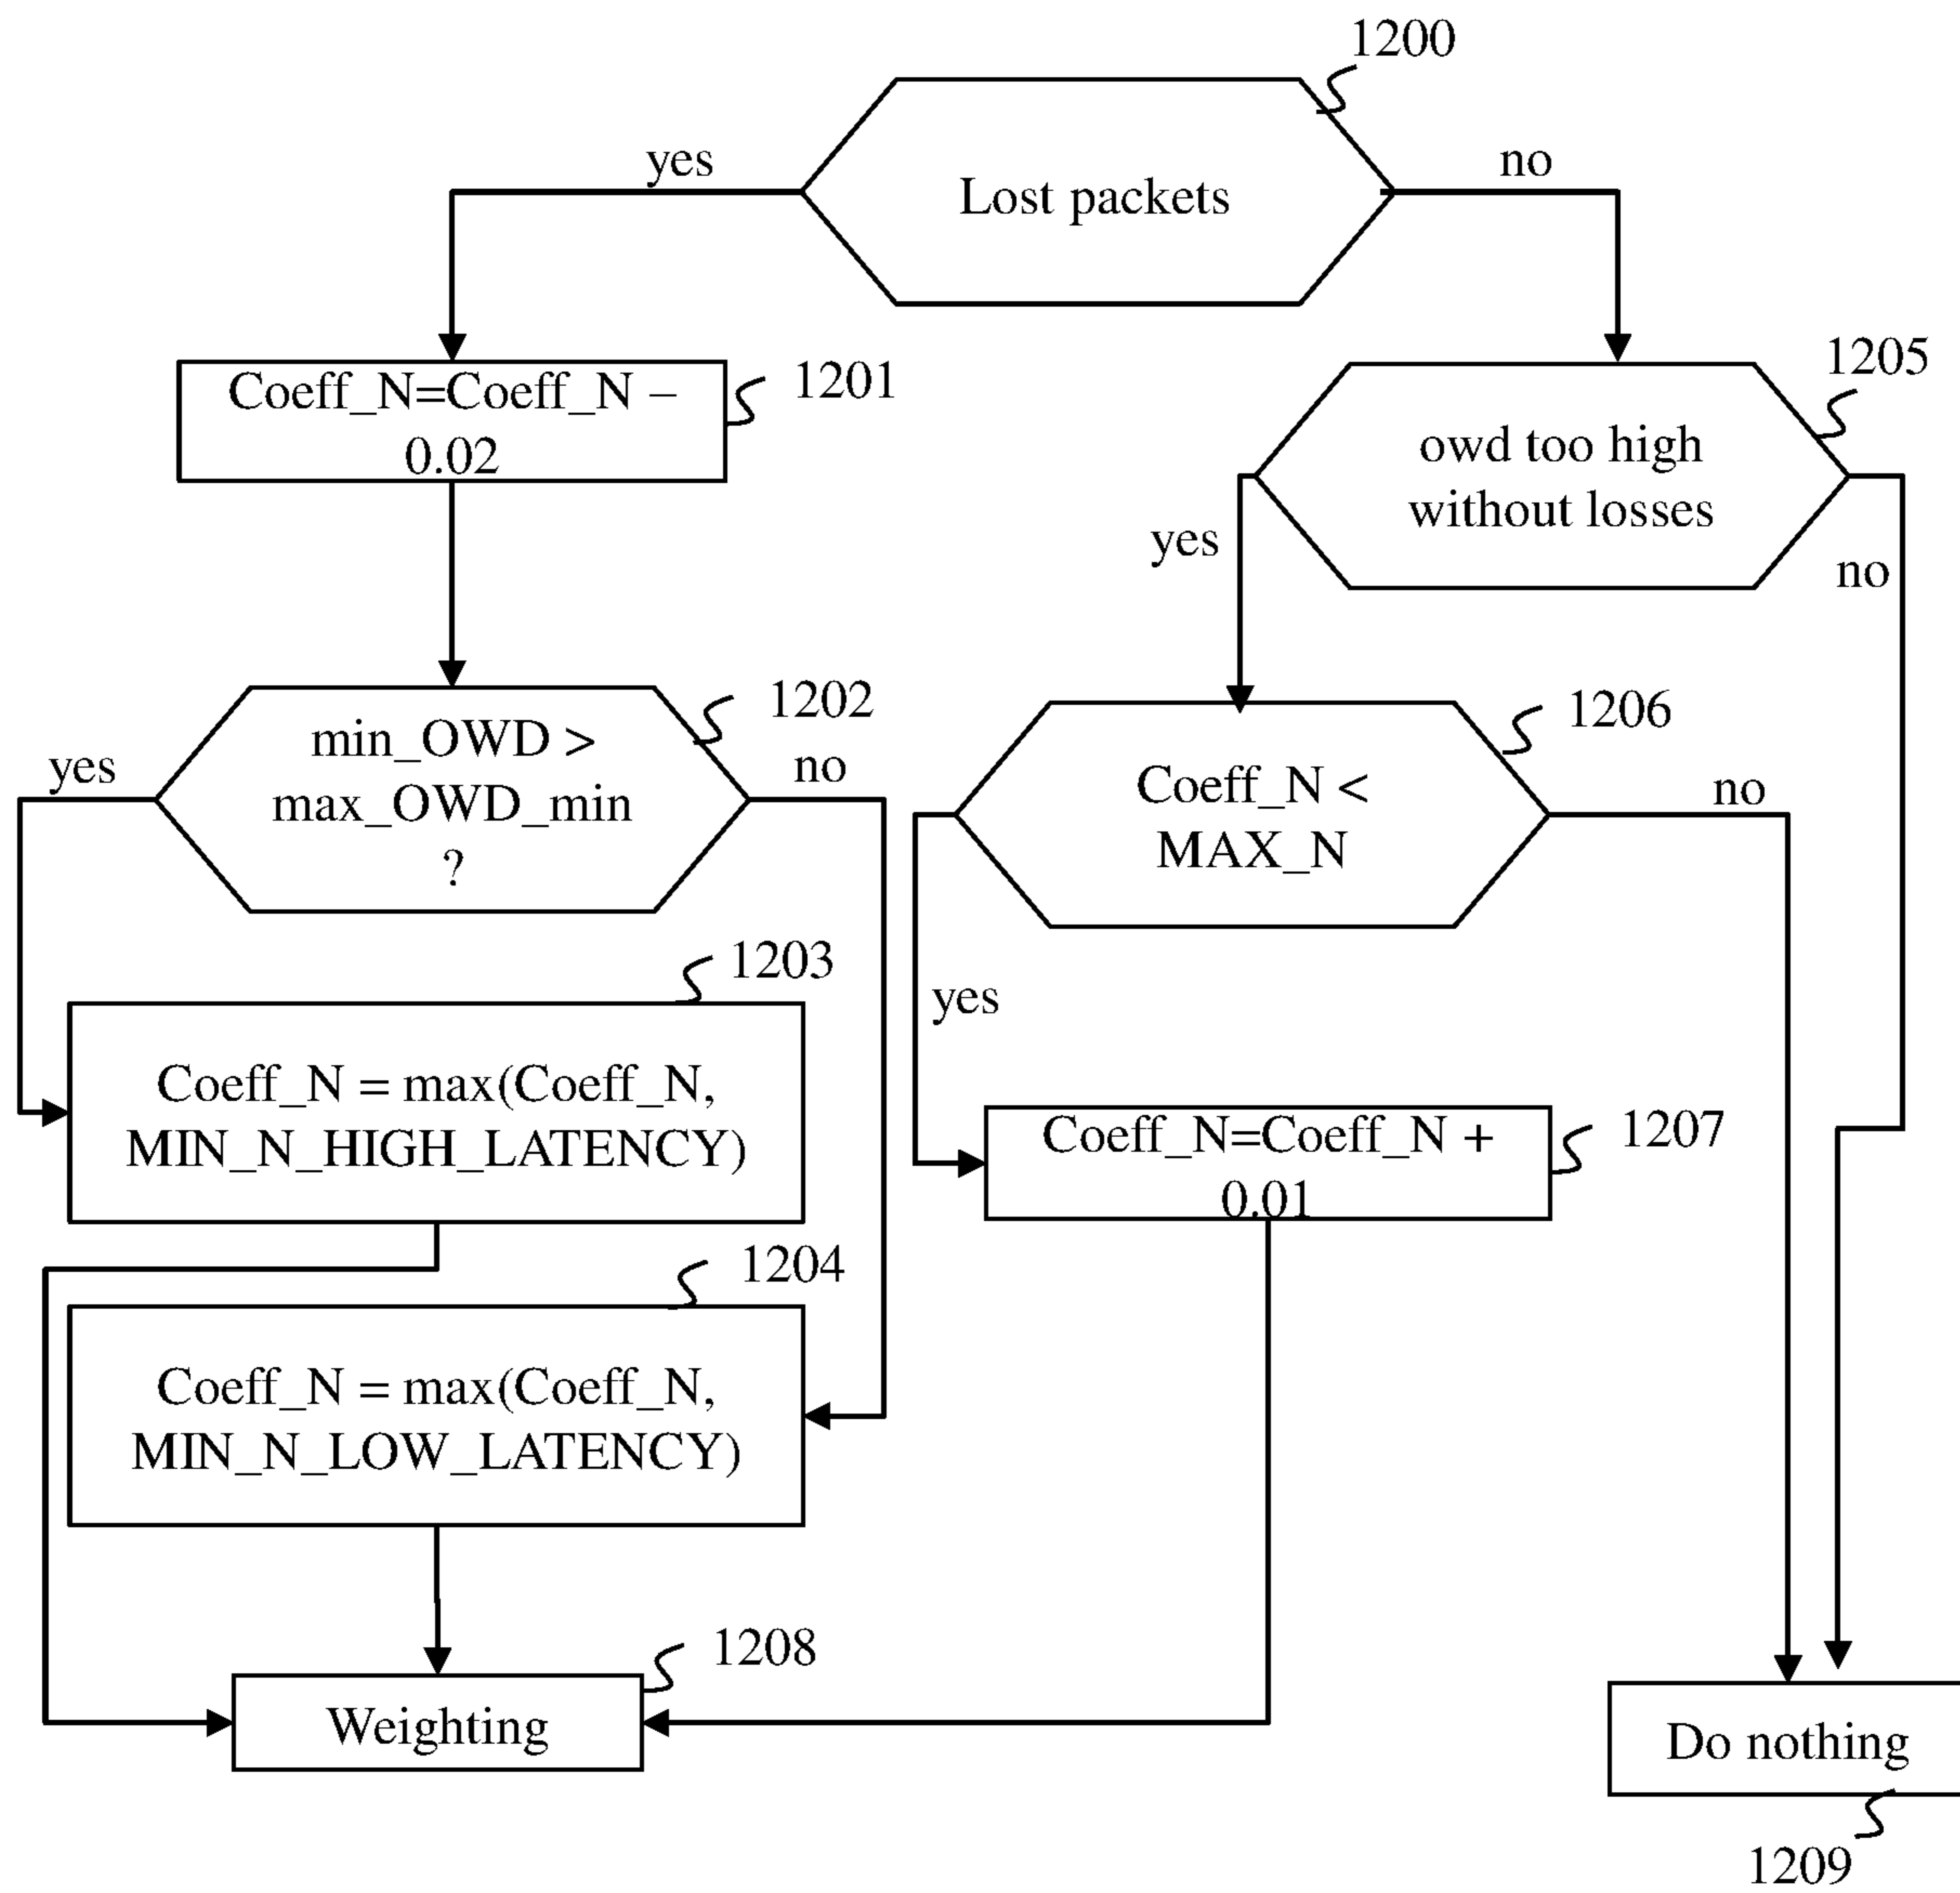 1200
yes
no
Lost packets
1205
Coeff_N=Coeff_N –
0.02
1201
owd too high
without losses
yes
no
1202
min_OWD >
max_OWD_min
?
yes
no
1206
Coeff_N <
MAX_N
no
yes
1203
Coeff_N = max(Coeff_N,
MIN_N_HIGH_LATENCY)
Coeff_N=Coeff_N +
0.01
1207
1204
Coeff_N = max(Coeff_N,
MIN_N_LOW_LATENCY)
1208
Weighting
Do nothing
1209